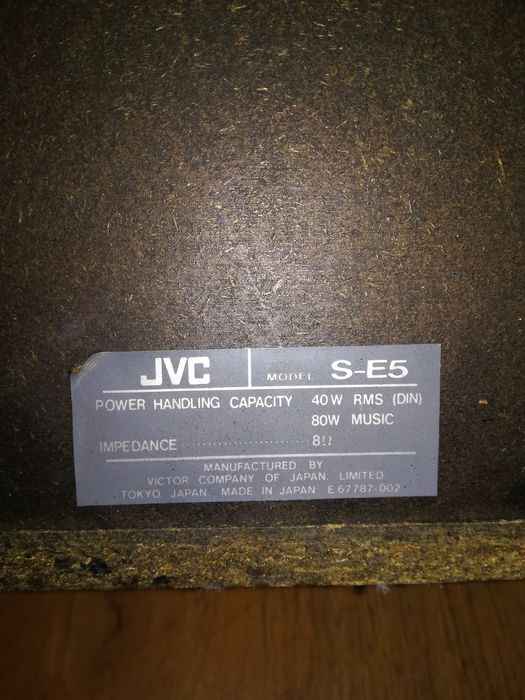 JVC MODEL S-E5
POWER HANDLING CAPACITY 40W RMS (DIN)
80W MUSIC
IMPEDANCE ........................ 8Ω
MANUFACTURED BY
VICTOR COMPANY OF JAPAN, LIMITED
TOKYO, JAPAN, MADE IN JAPAN E67787-002